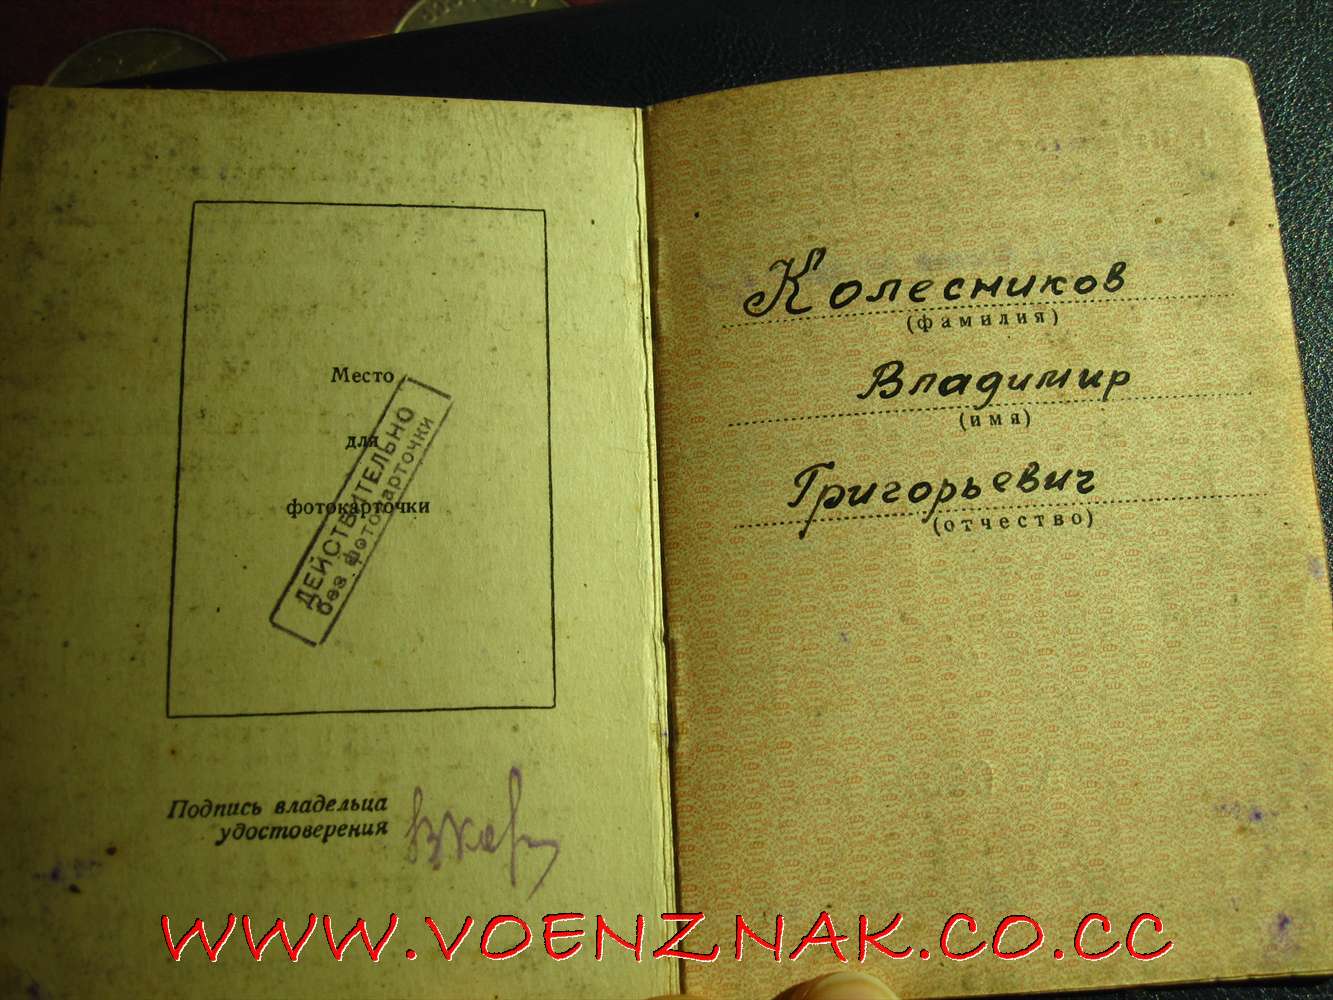 Место
для
фотокарточки
ДЕЙСТВИТЕЛЬНО
без фотокарточки
Подпись владельца
удостоверения
Колесников
(фамилия)
Владимир
(имя)
Григорьевич
(отчество)
WWW.VOENZNAK.CO.CC